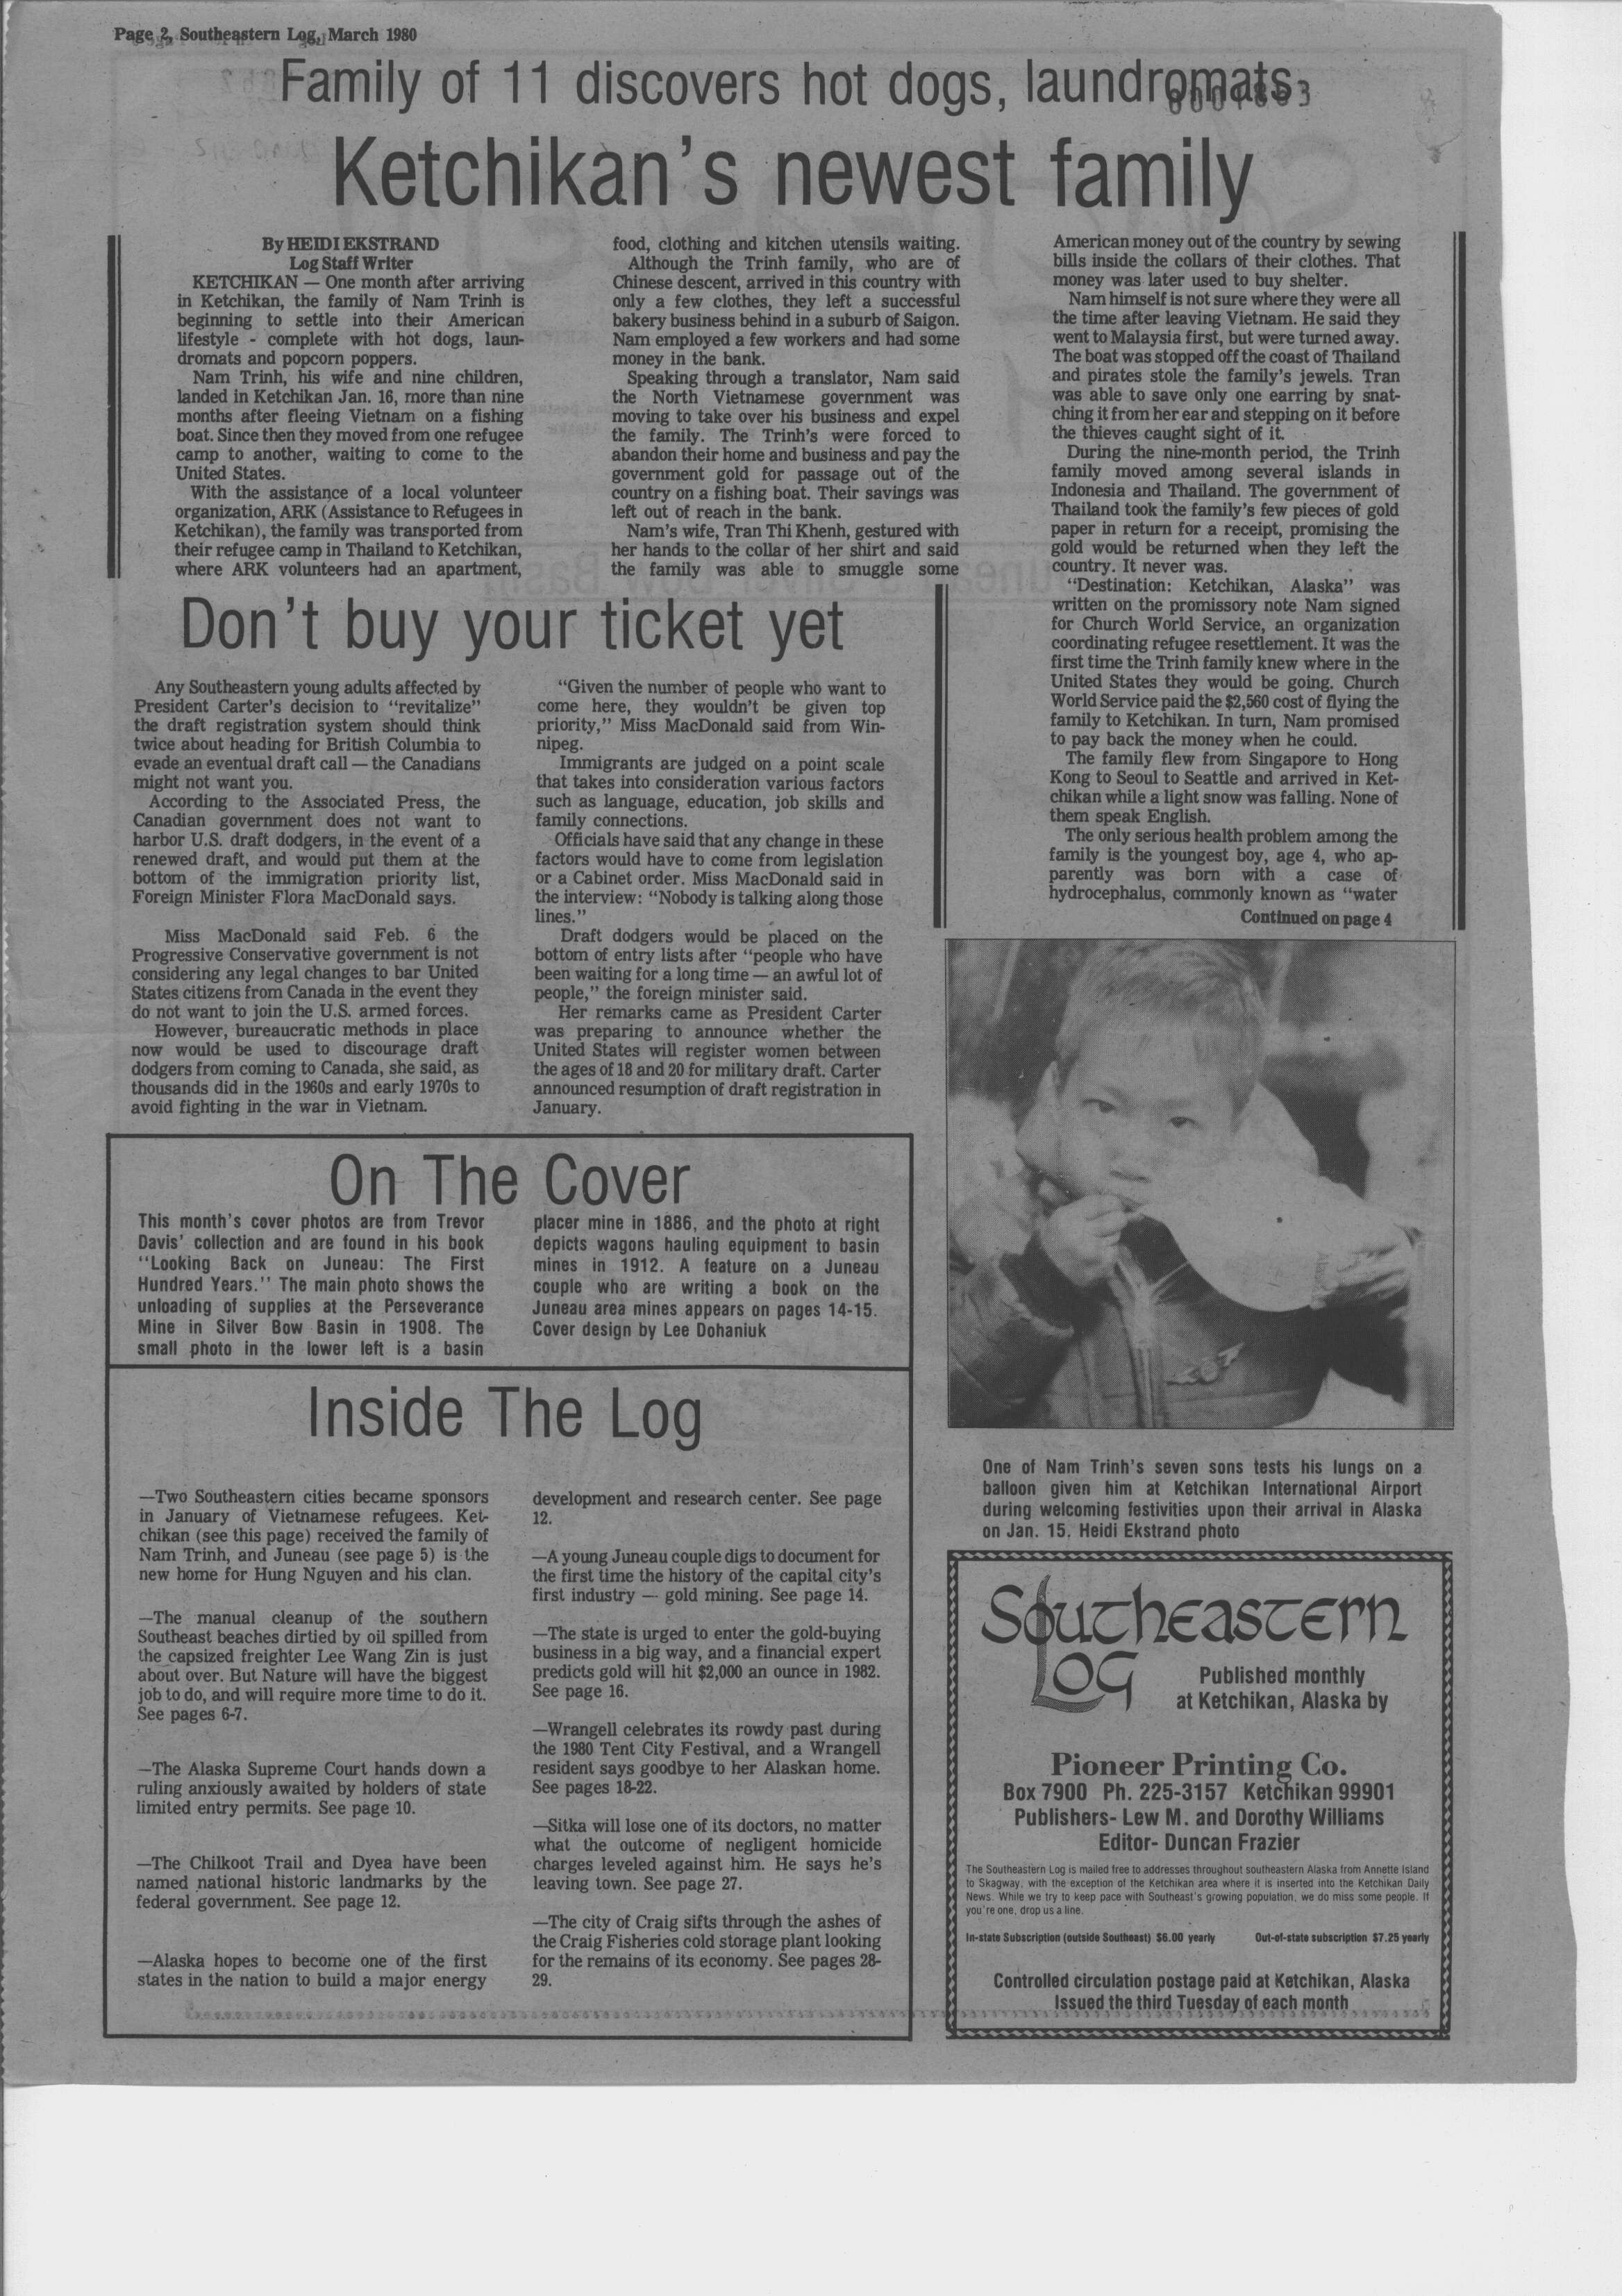 Page 2, Southeastern Log, March 1980
Family of 11 discovers hot dogs, laundromats
0001863
Ketchikan's newest family
By HEIDI EKSTRAND
Log Staff Writer
KETCHIKAN — One month after arriving
in Ketchikan, the family of Nam Trinh is
beginning to settle into their American
lifestyle - complete with hot dogs, laun-
dromats and popcorn poppers.
Nam Trinh, his wife and nine children,
landed in Ketchikan Jan. 16, more than nine
months after fleeing Vietnam on a fishing
boat. Since then they moved from one refugee
camp to another, waiting to come to the
United States.
With the assistance of a local volunteer
organization, ARK (Assistance to Refugees in
Ketchikan), the family was transported from
their refugee camp in Thailand to Ketchikan,
where ARK volunteers had an apartment,
food, clothing and kitchen utensils waiting.
Although the Trinh family, who are of
Chinese descent, arrived in this country with
only a few clothes, they left a successful
bakery business behind in a suburb of Saigon.
Nam employed a few workers and had some
money in the bank.
Speaking through a translator, Nam said
the North Vietnamese government was
moving to take over his business and expel
the family. The Trinh's were forced to
abandon their home and business and pay the
government gold for passage out of the
country on a fishing boat. Their savings was
left out of reach in the bank.
Nam's wife, Tran Thi Khenh, gestured with
her hands to the collar of her shirt and said
the family was able to smuggle some
American money out of the country by sewing
bills inside the collars of their clothes. That
money was later used to buy shelter.
Nam himself is not sure where they were all
the time after leaving Vietnam. He said they
went to Malaysia first, but were turned away.
The boat was stopped off the coast of Thailand
and pirates stole the family's jewels. Tran
was able to save only one earring by snat-
ching it from her ear and stepping on it before
the thieves caught sight of it.
During the nine-month period, the Trinh
family moved among several islands in
Indonesia and Thailand. The government of
Thailand took the family's few pieces of gold
paper in return for a receipt, promising the
gold would be returned when they left the
country. It never was.
"Destination: Ketchikan, Alaska" was
written on the promissory note Nam signed
for Church World Service, an organization
coordinating refugee resettlement. It was the
first time the Trinh family knew where in the
United States they would be going. Church
World Service paid the $2,560 cost of flying the
family to Ketchikan. In turn, Nam promised
to pay back the money when he could.
The family flew from Singapore to Hong
Kong to Seoul to Seattle and arrived in Ket-
chikan while a light snow was falling. None of
them speak English.
The only serious health problem among the
family is the youngest boy, age 4, who ap-
parently was born with a case of
hydrocephalus, commonly known as "water
Continued on page 4
Don't buy your ticket yet
Any Southeastern young adults affected by
President Carter's decision to "revitalize"
the draft registration system should think
twice about heading for British Columbia to
evade an eventual draft call — the Canadians
might not want you.
According to the Associated Press, the
Canadian government does not want to
harbor U.S. draft dodgers, in the event of a
renewed draft, and would put them at the
bottom of the immigration priority list,
Foreign Minister Flora MacDonald says.
Miss MacDonald said Feb. 6 the
Progressive Conservative government is not
considering any legal changes to bar United
States citizens from Canada in the event they
do not want to join the U.S. armed forces.
However, bureaucratic methods in place
now would be used to discourage draft
dodgers from coming to Canada, she said, as
thousands did in the 1960s and early 1970s to
avoid fighting in the war in Vietnam.
"Given the number of people who want to
come here, they wouldn't be given top
priority," Miss MacDonald said from Win-
nipeg.
Immigrants are judged on a point scale
that takes into consideration various factors
such as language, education, job skills and
family connections.
Officials have said that any change in these
factors would have to come from legislation
or a Cabinet order. Miss MacDonald said in
the interview: "Nobody is talking along those
lines."
Draft dodgers would be placed on the
bottom of entry lists after "people who have
been waiting for a long time — an awful lot of
people," the foreign minister said.
Her remarks came as President Carter
was preparing to announce whether the
United States will register women between
the ages of 18 and 20 for military draft. Carter
announced resumption of draft registration in
January.
On The Cover
This month's cover photos are from Trevor
Davis' collection and are found in his book
"Looking Back on Juneau: The First
Hundred Years." The main photo shows the
unloading of supplies at the Perseverance
Mine in Silver Bow Basin in 1908. The
small photo in the lower left is a basin
placer mine in 1886, and the photo at right
depicts wagons hauling equipment to basin
mines in 1912. A feature on a Juneau
couple who are writing a book on the
Juneau area mines appears on pages 14-15.
Cover design by Lee Dohaniuk
Inside The Log
—Two Southeastern cities became sponsors
in January of Vietnamese refugees. Ket-
chikan (see this page) received the family of
Nam Trinh, and Juneau (see page 5) is the
new home for Hung Nguyen and his clan.
—The manual cleanup of the southern
Southeast beaches dirtied by oil spilled from
the capsized freighter Lee Wang Zin is just
about over. But Nature will have the biggest
job to do, and will require more time to do it.
See pages 6-7.
—The Alaska Supreme Court hands down a
ruling anxiously awaited by holders of state
limited entry permits. See page 10.
—The Chilkoot Trail and Dyea have been
named national historic landmarks by the
federal government. See page 12.
—Alaska hopes to become one of the first
states in the nation to build a major energy
development and research center. See page
12.
—A young Juneau couple digs to document for
the first time the history of the capital city's
first industry — gold mining. See page 14.
—The state is urged to enter the gold-buying
business in a big way, and a financial expert
predicts gold will hit $2,000 an ounce in 1982.
See page 16.
—Wrangell celebrates its rowdy past during
the 1980 Tent City Festival, and a Wrangell
resident says goodbye to her Alaskan home.
See pages 18-22.
—Sitka will lose one of its doctors, no matter
what the outcome of negligent homicide
charges leveled against him. He says he's
leaving town. See page 27.
—The city of Craig sifts through the ashes of
the Craig Fisheries cold storage plant looking
for the remains of its economy. See pages 28-
29.
Alaska
One of Nam Trinh's seven sons tests his lungs on a
balloon given him at Ketchikan International Airport
during welcoming festivities upon their arrival in Alaska
on Jan. 15. Heidi Ekstrand photo
Southeastern
Log
Published monthly
at Ketchikan, Alaska by
Pioneer Printing Co.
Box 7900 Ph. 225-3157 Ketchikan 99901
Publishers- Lew M. and Dorothy Williams
Editor- Duncan Frazier
The Southeastern Log is mailed free to addresses throughout southeastern Alaska from Annette Island
to Skagway, with the exception of the Ketchikan area where it is inserted into the Ketchikan Daily
News. While we try to keep pace with Southeast's growing population, we do miss some people. If
you're one, drop us a line.
In-state Subscription (outside Southeast) $6.00 yearly Out-of-state subscription $7.25 yearly
Controlled circulation postage paid at Ketchikan, Alaska
Issued the third Tuesday of each month